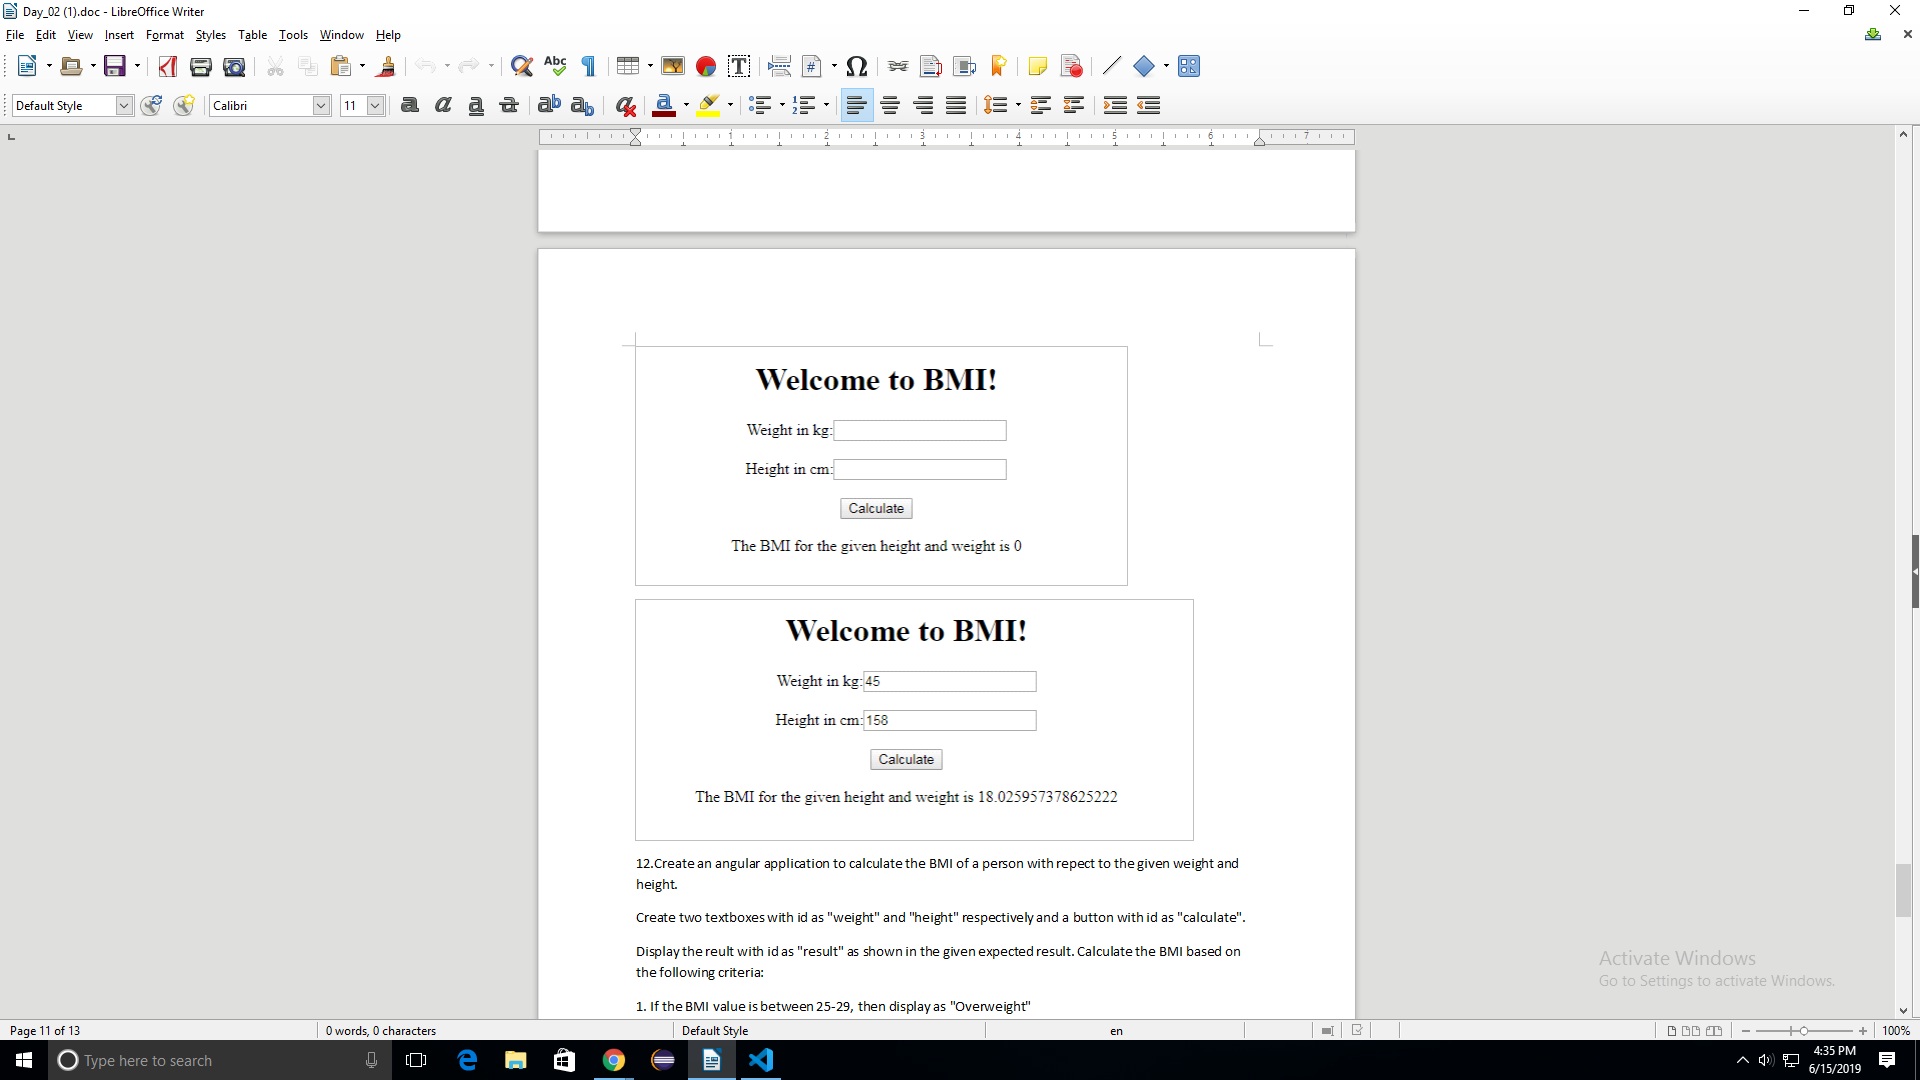 Day_02 (1).doc - LibreOffice Writer
File Edit View Insert Format Styles Table Tools Window Help
Abc
Default Style Calibri 11
1 2 3 4 5 6 7
Welcome to BMI!
Weight in kg:
Height in cm:
Calculate
The BMI for the given height and weight is 0
Welcome to BMI!
Weight in kg:45
Height in cm:158
Calculate
The BMI for the given height and weight is 18.025957378625222
12.Create an angular application to calculate the BMI of a person with repect to the given weight and
height.
Create two textboxes with id as "weight" and "height" respectively and a button with id as "calculate".
Display the reult with id as "result" as shown in the given expected result. Calculate the BMI based on
the following criteria:
1. If the BMI value is between 25-29, then display as "Overweight"
Activate Windows
Go to Settings to activate Windows.
Page 11 of 13 0 words, 0 characters Default Style en 100%
Type here to search
4:35 PM
6/15/2019